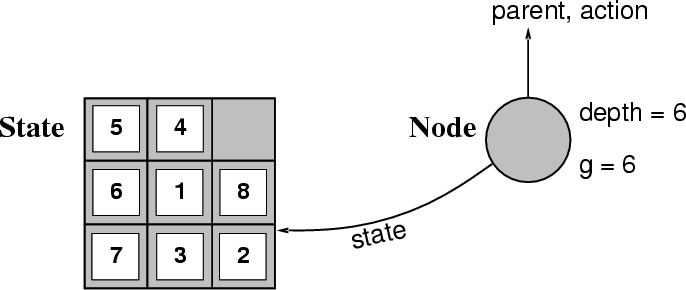 parent, action
State
5 4
6 1 8
7 3 2
Node
depth = 6
g = 6
state